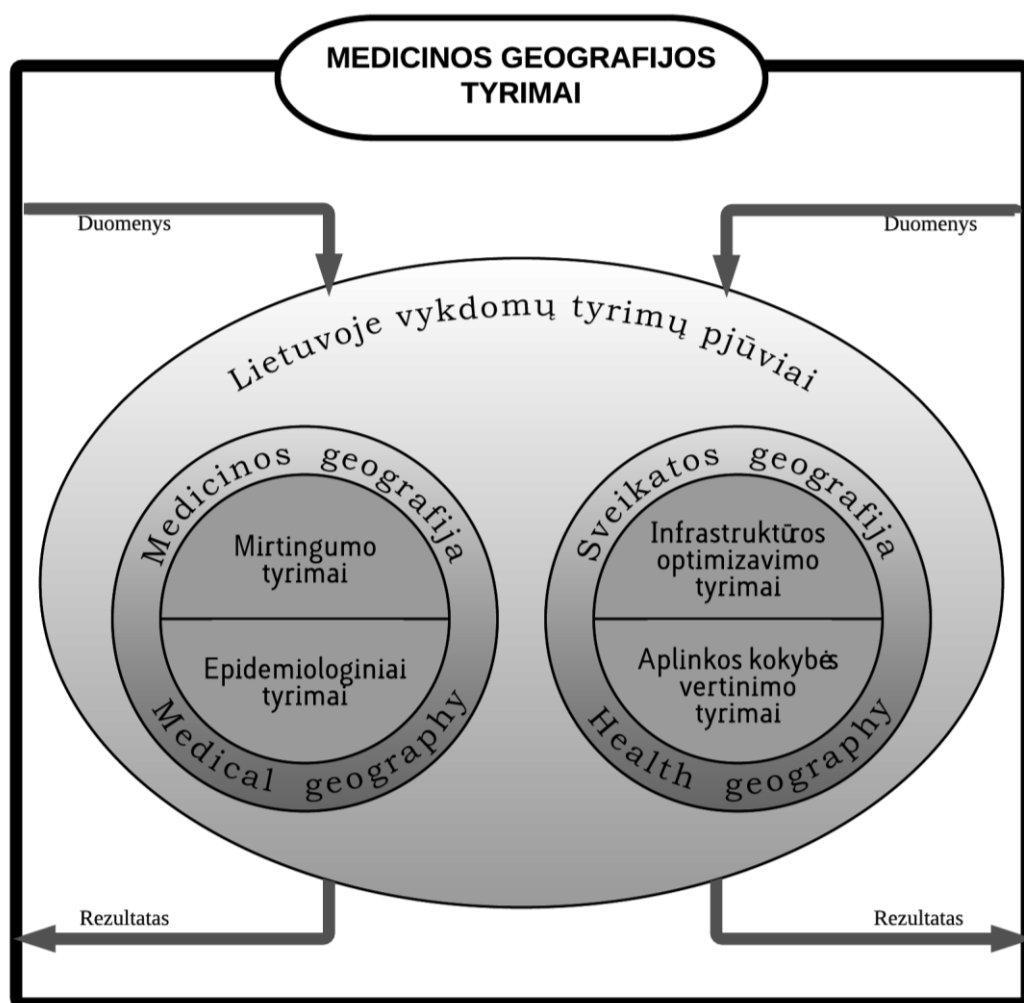 MEDICINOS GEOGRAFIJOS
TYRIMAI
Duomenys
Duomenys
Lietuvoje vykdomų tyrimų pjūviai
Medicinos geografija
Mirtingumo
tyrimai
Epidemiologiniai
tyrimai
Medical geography
Sveikatos geografija
Infrastruktūros
optimizavimo
tyrimai
Aplinkos kokybės
vertinimo
tyrimai
Health geography
Rezultatas
Rezultatas